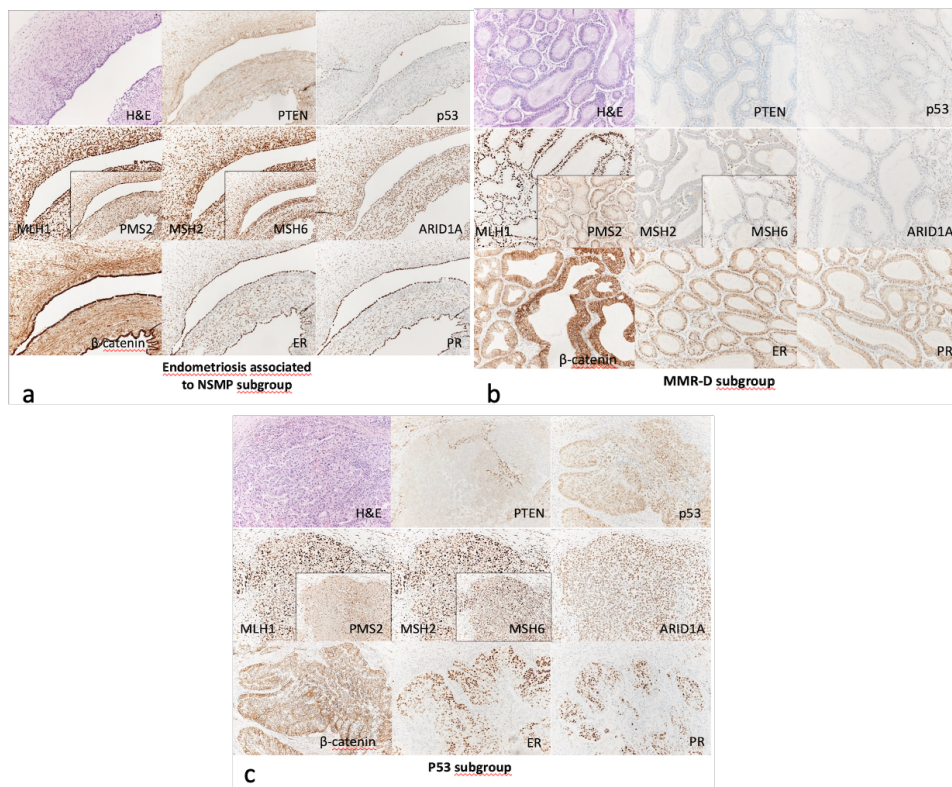 H&E PTEN p53
MLH1 PMS2 MSH2 MSH6 ARID1A
β-catenin ER PR
Endometriosis associated
to NSMP subgroup
a
H&E PTEN p53
MLH1 PMS2 MSH2 MSH6 ARID1A
β-catenin ER PR
MMR-D subgroup
b
H&E PTEN p53
MLH1 PMS2 MSH2 MSH6 ARID1A
β-catenin ER PR
P53 subgroup
c